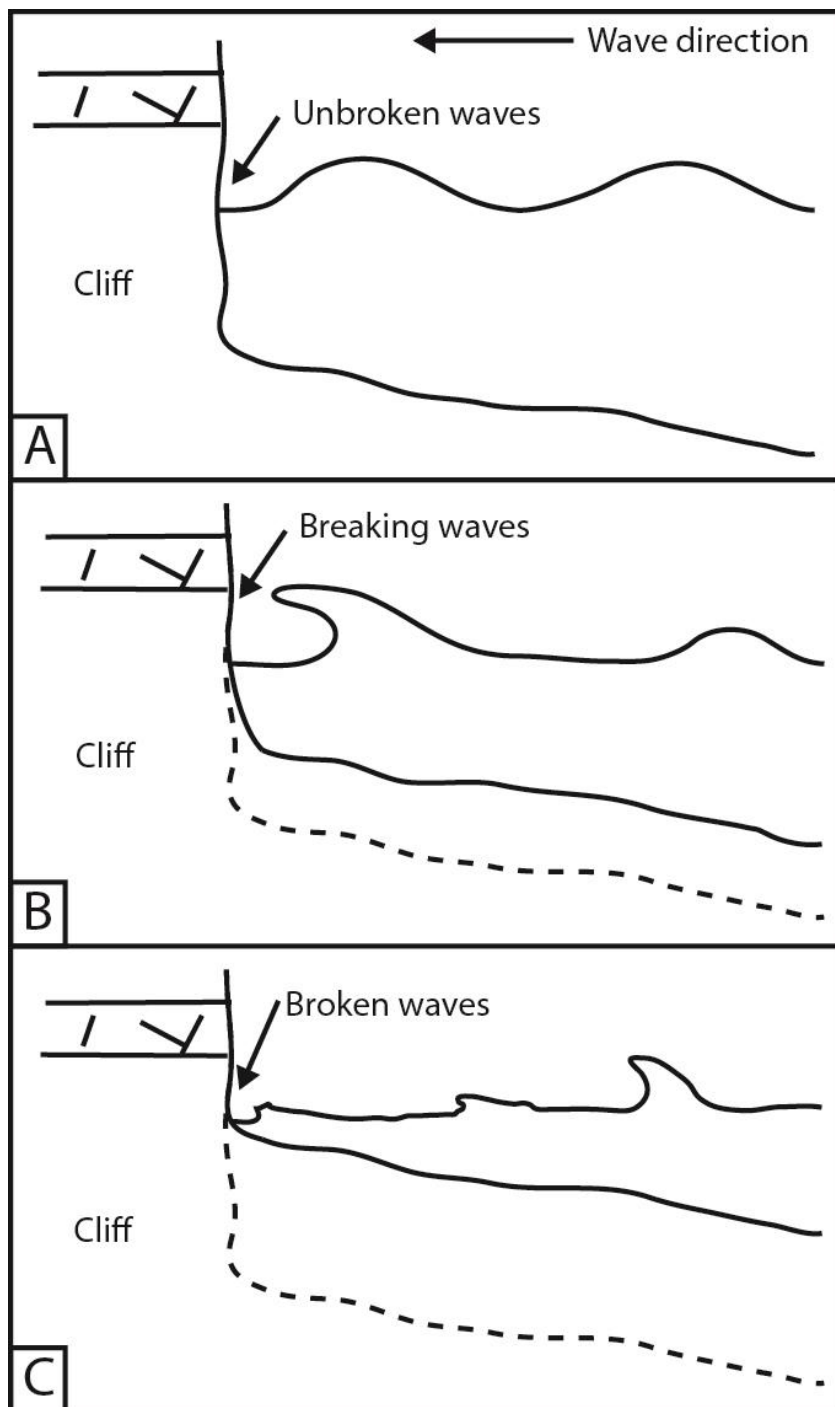 Wave direction
Unbroken waves
Cliff
A
Breaking waves
Cliff
B
Broken waves
Cliff
C